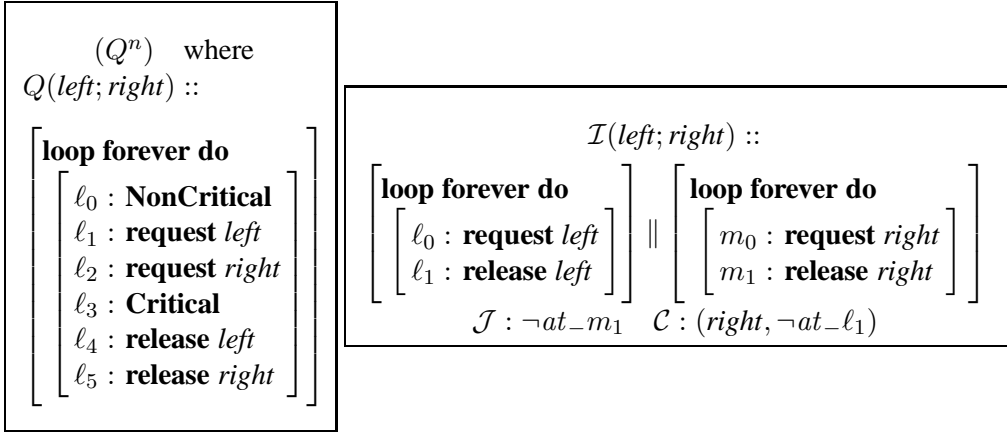 (Qⁿ) where
Q(left; right) ::
loop forever do
ℓ₀ : NonCritical
ℓ₁ : request left
ℓ₂ : request right
ℓ₃ : Critical
ℓ₄ : release left
ℓ₅ : release right
I(left; right) ::
loop forever do
ℓ₀ : request left
ℓ₁ : release left
||
loop forever do
m₀ : request right
m₁ : release right
J : ¬at_m₁ C : (right, ¬at_ℓ₁)